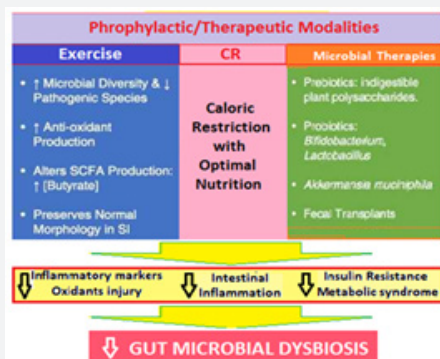 Phrophylactic/Therapeutic Modalities
Exercise
• ↑ Microbial Diversity & ↓
Pathogenic Species
• ↑ Anti-oxidant
Production
• Alters SCFA Production:
↑ [Butyrate]
• Preserves Normal
Morphology in SI
CR
Caloric
Restriction
with
Optimal
Nutrition
Microbial Therapies
• Prebiotics: indigestible
plant polysaccharides.
• Probiotics:
Bifidobacterium,
Lactobacillus
• Akkermansia muciniphila
• Fecal Transplants
Inflammatory markers
Oxidants injury
Intestinal
Inflammation
Insulin Resistance
Metabolic syndrome
GUT MICROBIAL DYSBIOSIS